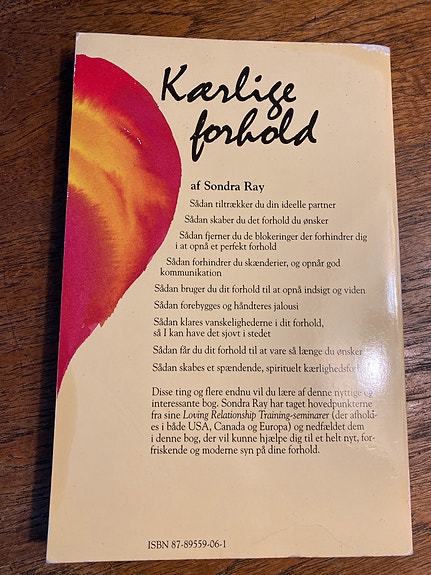 Kærlige
forhold
af Sondra Ray
Sådan tiltrækker du din ideelle partner
Sådan skaber du det forhold du ønsker
Sådan fjerner du de blokeringer der forhindrer dig
i at opnå et perfekt forhold
Sådan forhindrer du skænderier, og opnår god
kommunikation
Sådan bruger du dit forhold til at opnå indsigt og viden
Sådan forebygges og håndteres jalousi
Sådan klares vanskelighederne i dit forhold,
så I kan have det sjovt i stedet
Sådan får du dit forhold til at vare så længe du ønsker
Sådan skabes et spændende, spirituelt
Disse ting og flere endnu vil du lære af denne nyttige og
interessante bog. Sondra Ray har taget hovedpunkterne
fra sine Loving Relationship Training-seminarer (der afhold-
es i både USA, Canada og Europa) og nedfældet dem
i denne bog, der vil kunne hjælpe dig til et helt nyt, for-
friskende og moderne syn på dine forhold.
ISBN 87-89559-06-1